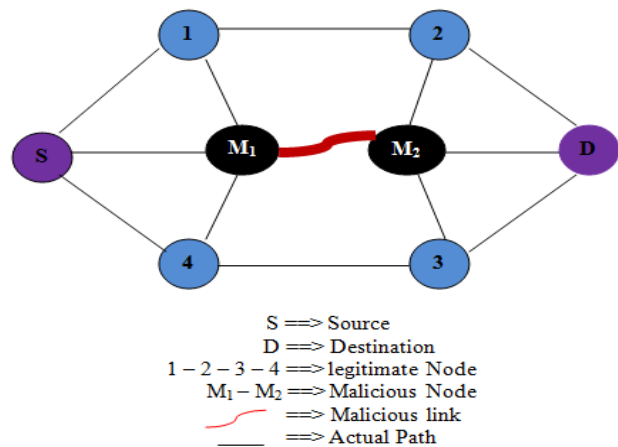 1
2
S
M₁
M₂
D
4
3
S ==> Source
D ==> Destination
1 – 2 – 3 – 4 ==> legitimate Node
M₁ – M₂ ==> Malicious Node
==> Malicious link
==> Actual Path